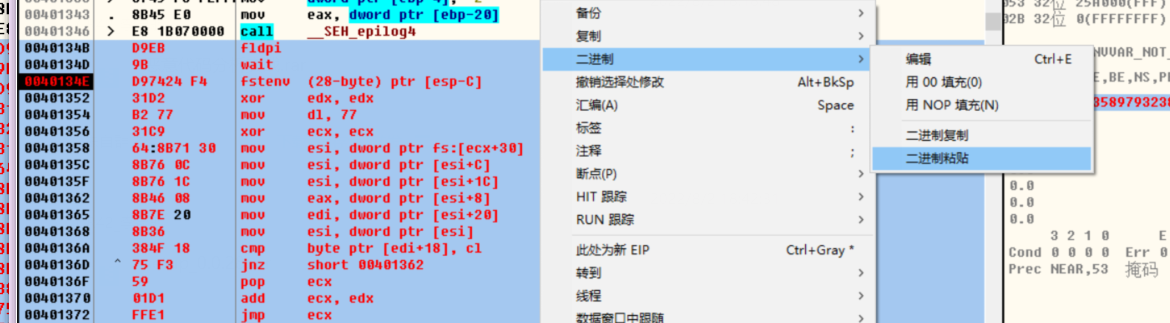 00401343 . 8B45 E0 mov eax, dword ptr [ebp-20]
00401346 > E8 1B070000 call __SEH_epilog4
0040134B D9EB fldpi
0040134D 9B wait
0040134E D97424 F4 fstenv (28-byte) ptr [esp-C]
00401352 31D2 xor edx, edx
00401354 B2 77 mov dl, 77
00401356 31C9 xor ecx, ecx
00401358 64:8B71 30 mov esi, dword ptr fs:[ecx+30]
0040135C 8B76 0C mov esi, dword ptr [esi+C]
0040135F 8B76 1C mov esi, dword ptr [esi+1C]
00401362 8B46 08 mov eax, dword ptr [esi+8]
00401365 8B7E 20 mov edi, dword ptr [esi+20]
00401368 8B36 mov esi, dword ptr [esi]
0040136A 384F 18 cmp byte ptr [edi+18], cl
0040136D ^ 75 F3 jnz short 00401362
0040136F 59 pop ecx
00401370 01D1 add ecx, edx
00401372 FFE1 jmp ecx
备份 >
复制 >
二进制 >
撤销选择处修改 Alt+BkSp
汇编(A) Space
标签 :
注释 ;
断点(P) >
HIT 跟踪 >
RUN 跟踪 >
此处为新 EIP Ctrl+Gray *
转到 >
线程 >
数据窗口中跟随 >
编辑 Ctrl+E
用 00 填充(0)
用 NOP 填充(N)
二进制复制
二进制粘贴
053 32位 25A000(FFF)
02B 32位 0(FFFFFFFF)
NVVAR_NOT_
E,BE,NS,P
3589793238
0.0
0.0
0.0
3 2 1 0 E
Cond 0 0 0 0 Err 0
Prec NEAR,53 掩码